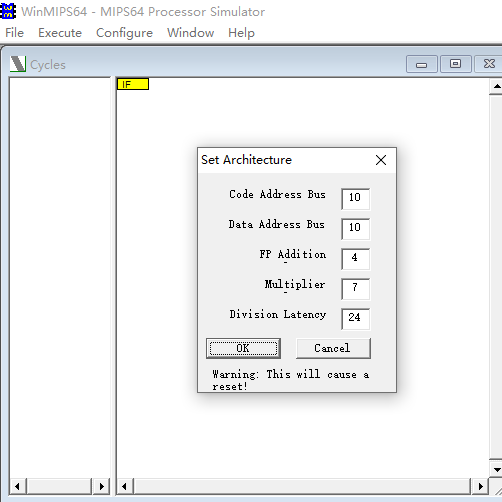 WinMIPS64 - MIPS64 Processor Simulator
File Execute Configure Window Help
Cycles
IF
Set Architecture
Code Address Bus 10
Data Address Bus 10
FP Addition 4
Multiplier 7
Division Latency 24
OK Cancel
Warning: This will cause a
reset!